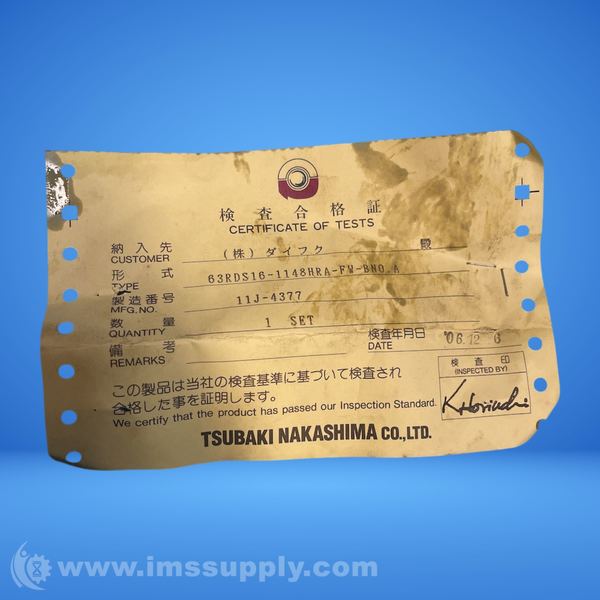 検査合格証
CERTIFICATE OF TESTS
納入先 (株) ダイフク 殿
CUSTOMER
形式 63RDS16-1148HRA-FW-BNO.A
TYPE
製造番号 11J-4377
MFG.NO.
数量 1 SET
QUANTITY
検査年月日 '06.12 6
DATE
備考
REMARKS
検査印
(INSPECTED BY)
この製品は当社の検査基準に基づいて検査され
合格した事を証明します。
We certify that the product has passed our Inspection Standard.
TSUBAKI NAKASHIMA CO.,LTD.
www.imssupply.com